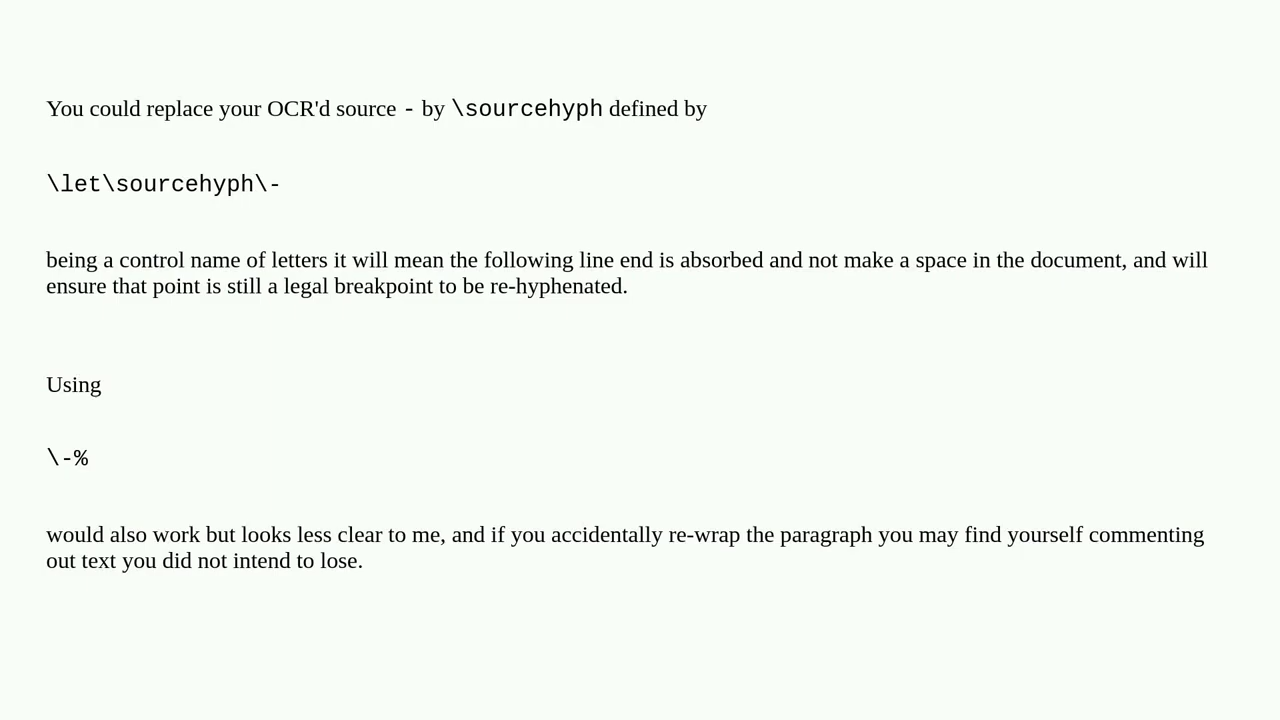 You could replace your OCR'd source - by \sourcehyph defined by
\let\sourcehyph\-
being a control name of letters it will mean the following line end is absorbed and not make a space in the document, and will
ensure that point is still a legal breakpoint to be re-hyphenated.
Using
\-%
would also work but looks less clear to me, and if you accidentally re-wrap the paragraph you may find yourself commenting
out text you did not intend to lose.